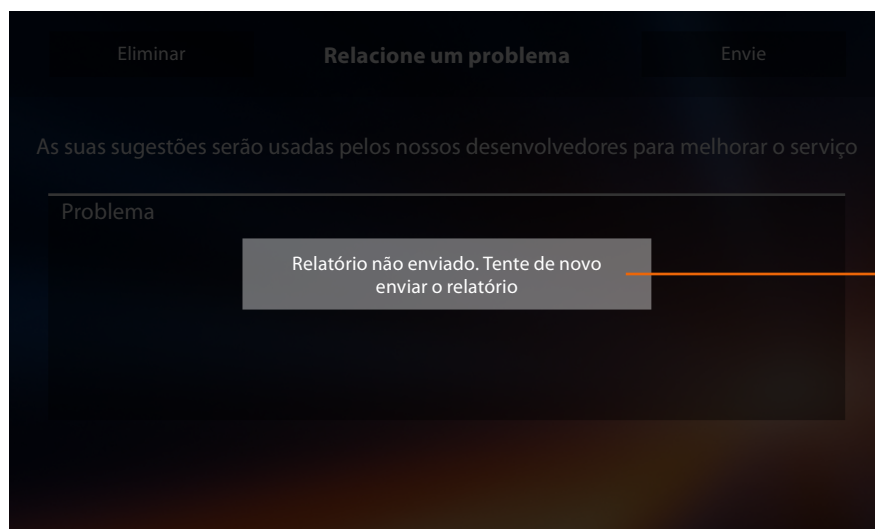 Eliminar
Relacione um problema
Envie
As suas sugestões serão usadas pelos nossos desenvolvedores para melhorar o serviço
Problema
Relatório não enviado. Tente de novo
enviar o relatório